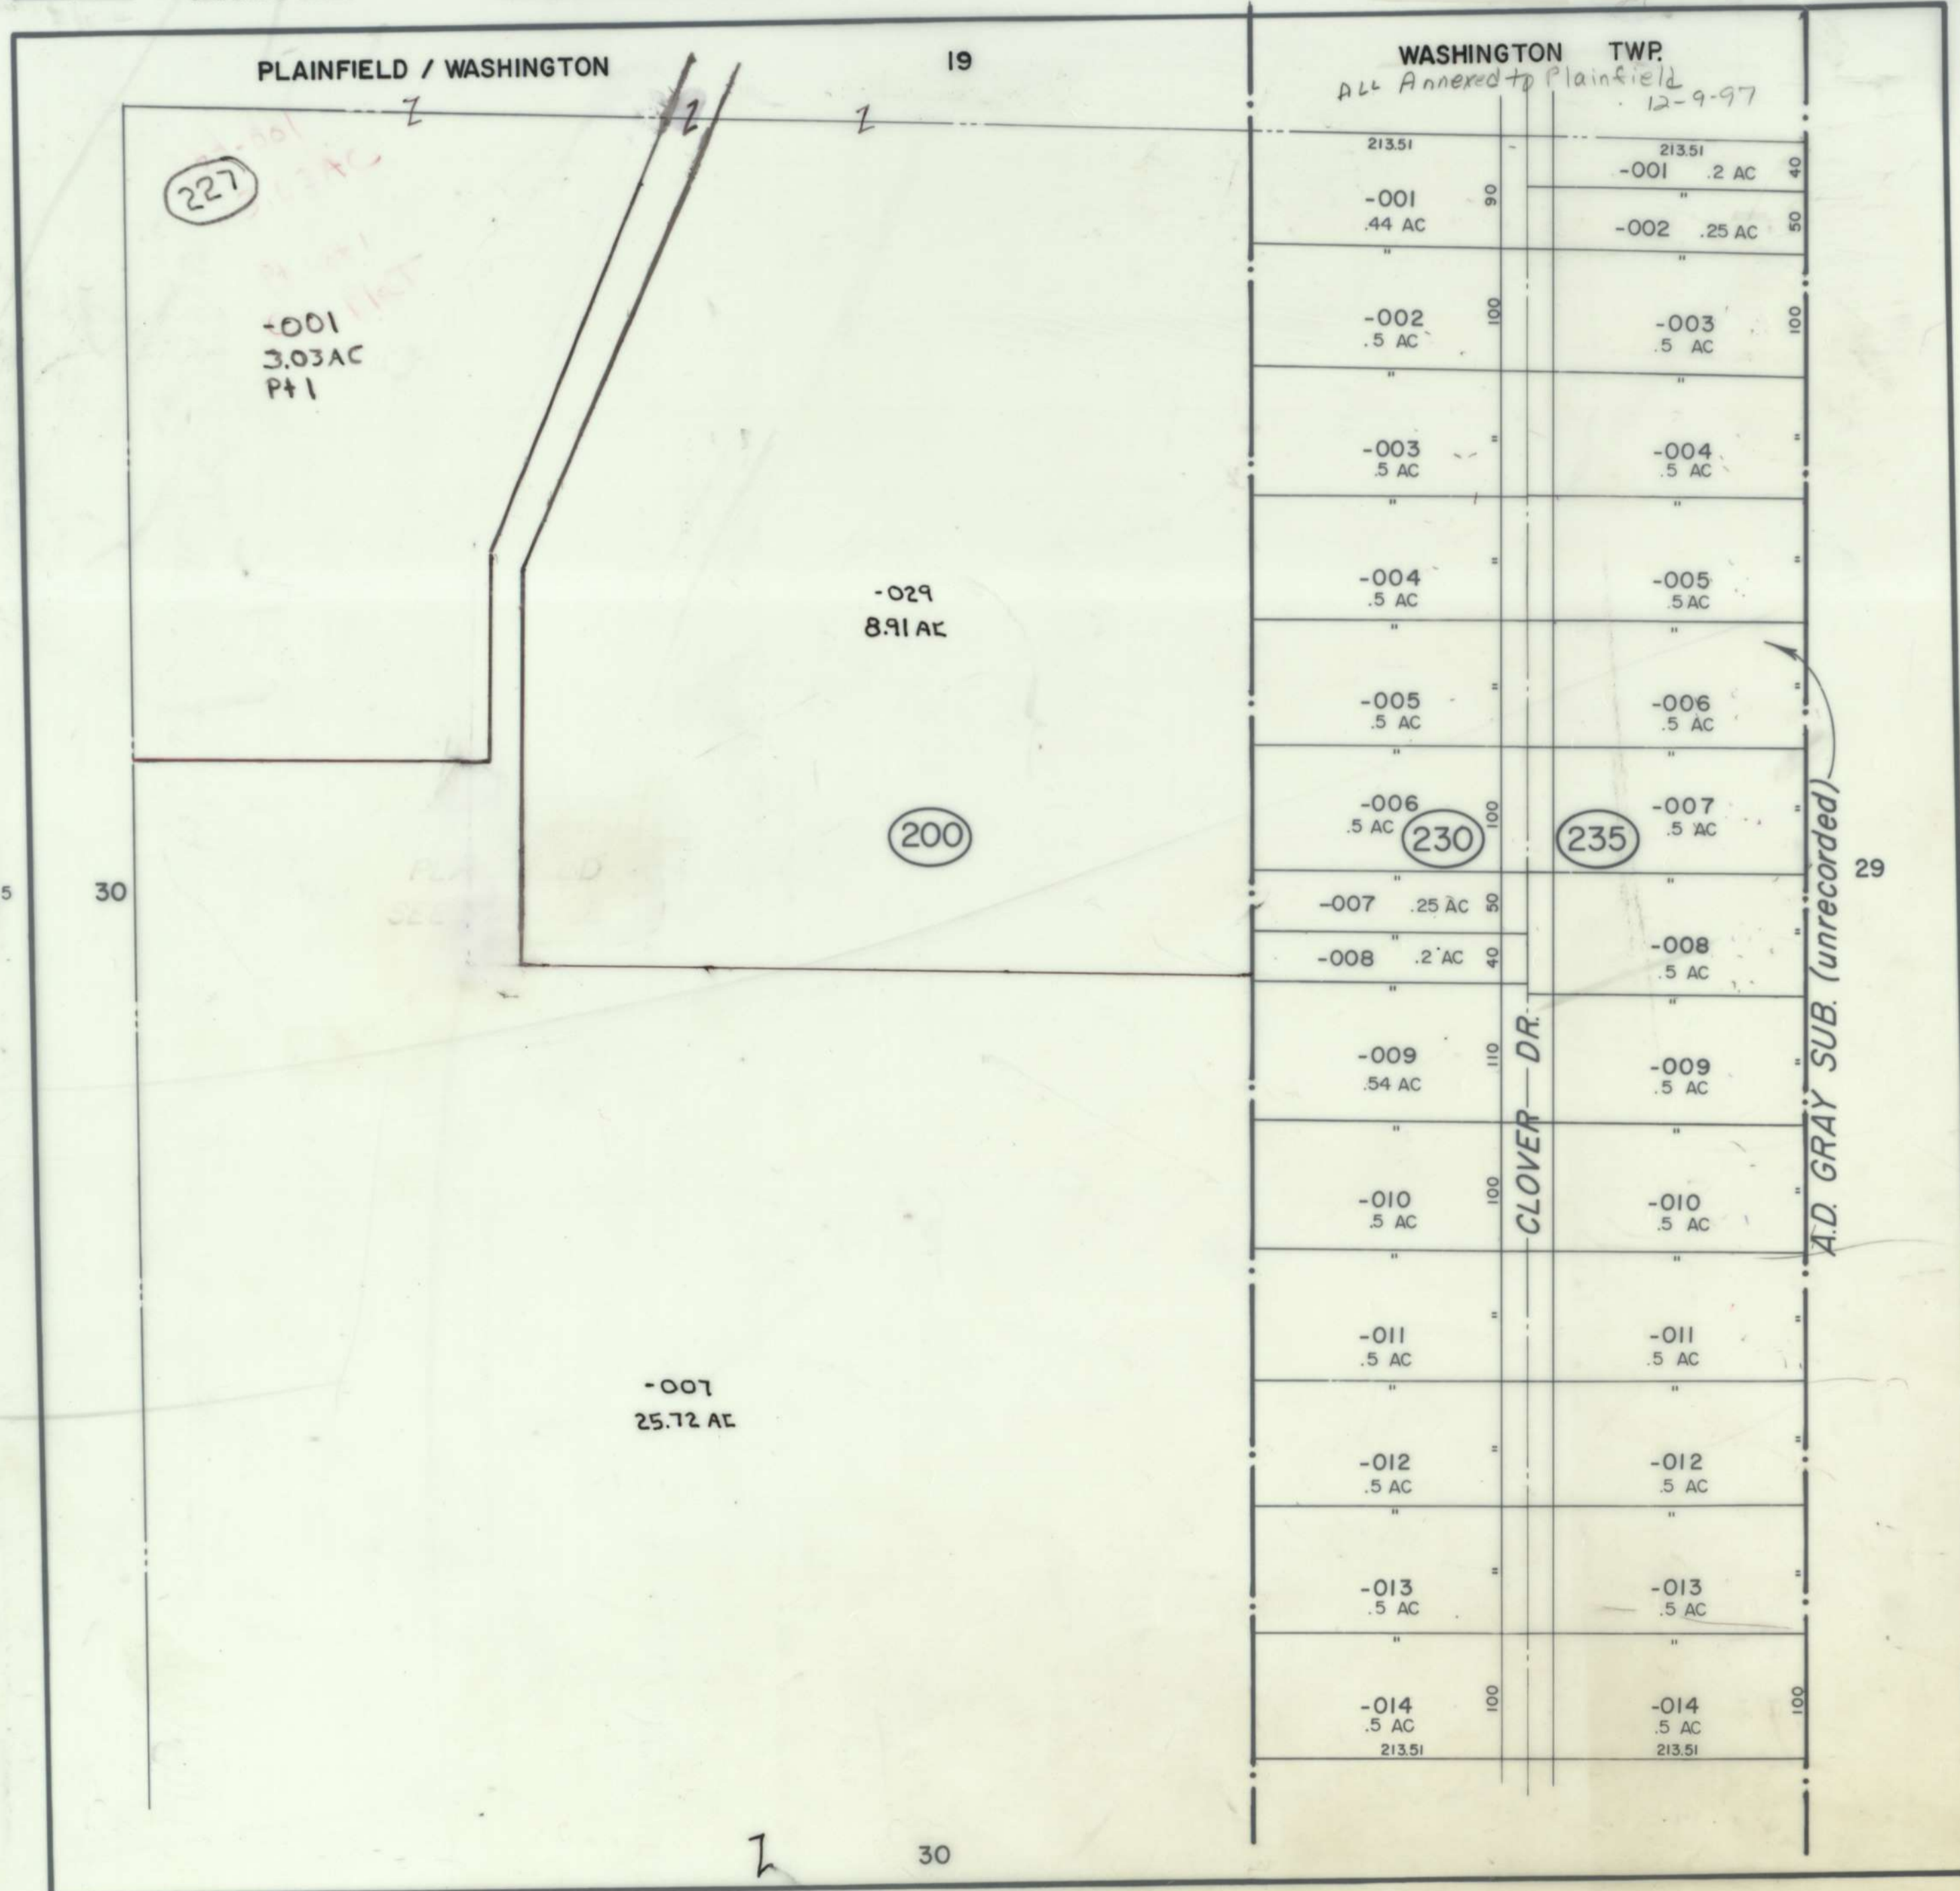 PLAINFIELD / WASHINGTON
19
WASHINGTON TWP.
ALL Annexed to Plainfield
12-9-97
227
-001
3.03 AC
Pt 1
-029
8.91 AC
200
30
5
-007
25.72 AC
30
213.51
-001
.44 AC
90
"
-002
.5 AC
100
"
-003
.5 AC
"
"
-004
.5 AC
"
"
-005
.5 AC
"
"
-006
.5 AC
230
100
"
-007 .25 AC 50
"
-008 .2 AC 40
"
-009
.54 AC
110
"
-010
.5 AC
100
"
-011
.5 AC
"
"
-012
.5 AC
"
"
-013
.5 AC
"
"
-014
.5 AC
100
213.51
CLOVER DR.
213.51
-001 .2 AC 40
"
-002 .25 AC 50
"
-003
.5 AC
100
"
-004
.5 AC
"
"
-005
.5 AC
"
"
-006
.5 AC
"
"
235
-007
.5 AC
"
"
-008
.5 AC
"
"
-009
.5 AC
"
"
-010
.5 AC
"
"
-011
.5 AC
"
"
-012
.5 AC
"
"
-013
.5 AC
"
"
-014
.5 AC
100
213.51
A.D. GRAY SUB. (unrecorded)
29